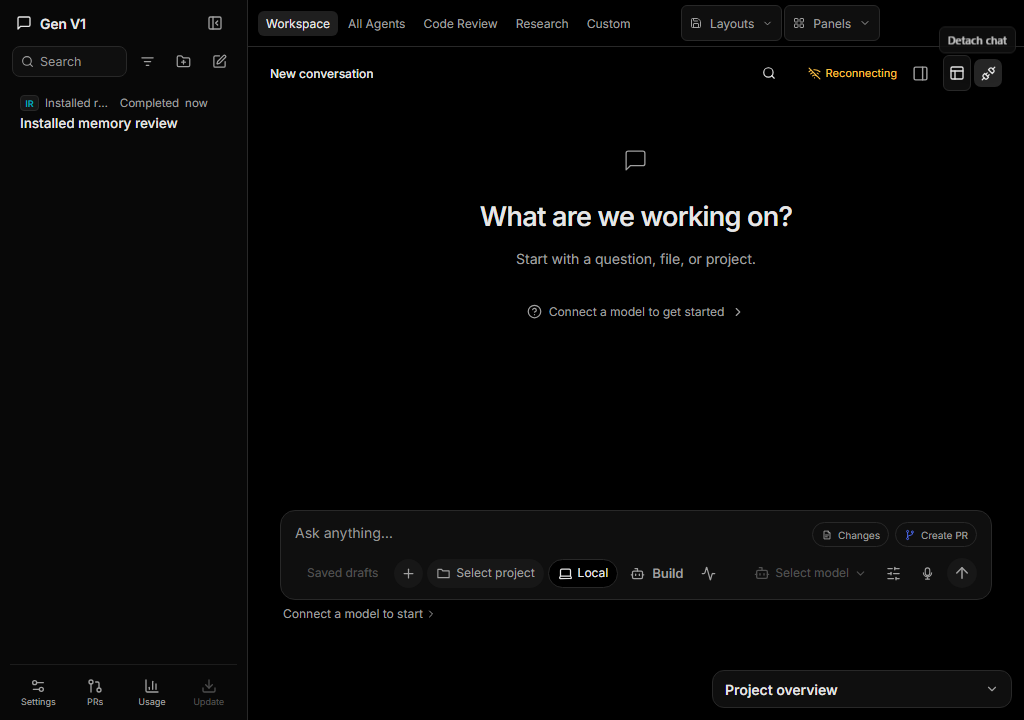 Gen V1
Search
IR Installed r... Completed now
Installed memory review
Settings
PRs
Usage
Update
Workspace
All Agents
Code Review
Research
Custom
Layouts
Panels
Detach chat
New conversation
Reconnecting
What are we working on?
Start with a question, file, or project.
Connect a model to get started
Ask anything...
Changes
Create PR
Saved drafts
Select project
Local
Build
Select model
Connect a model to start
Project overview